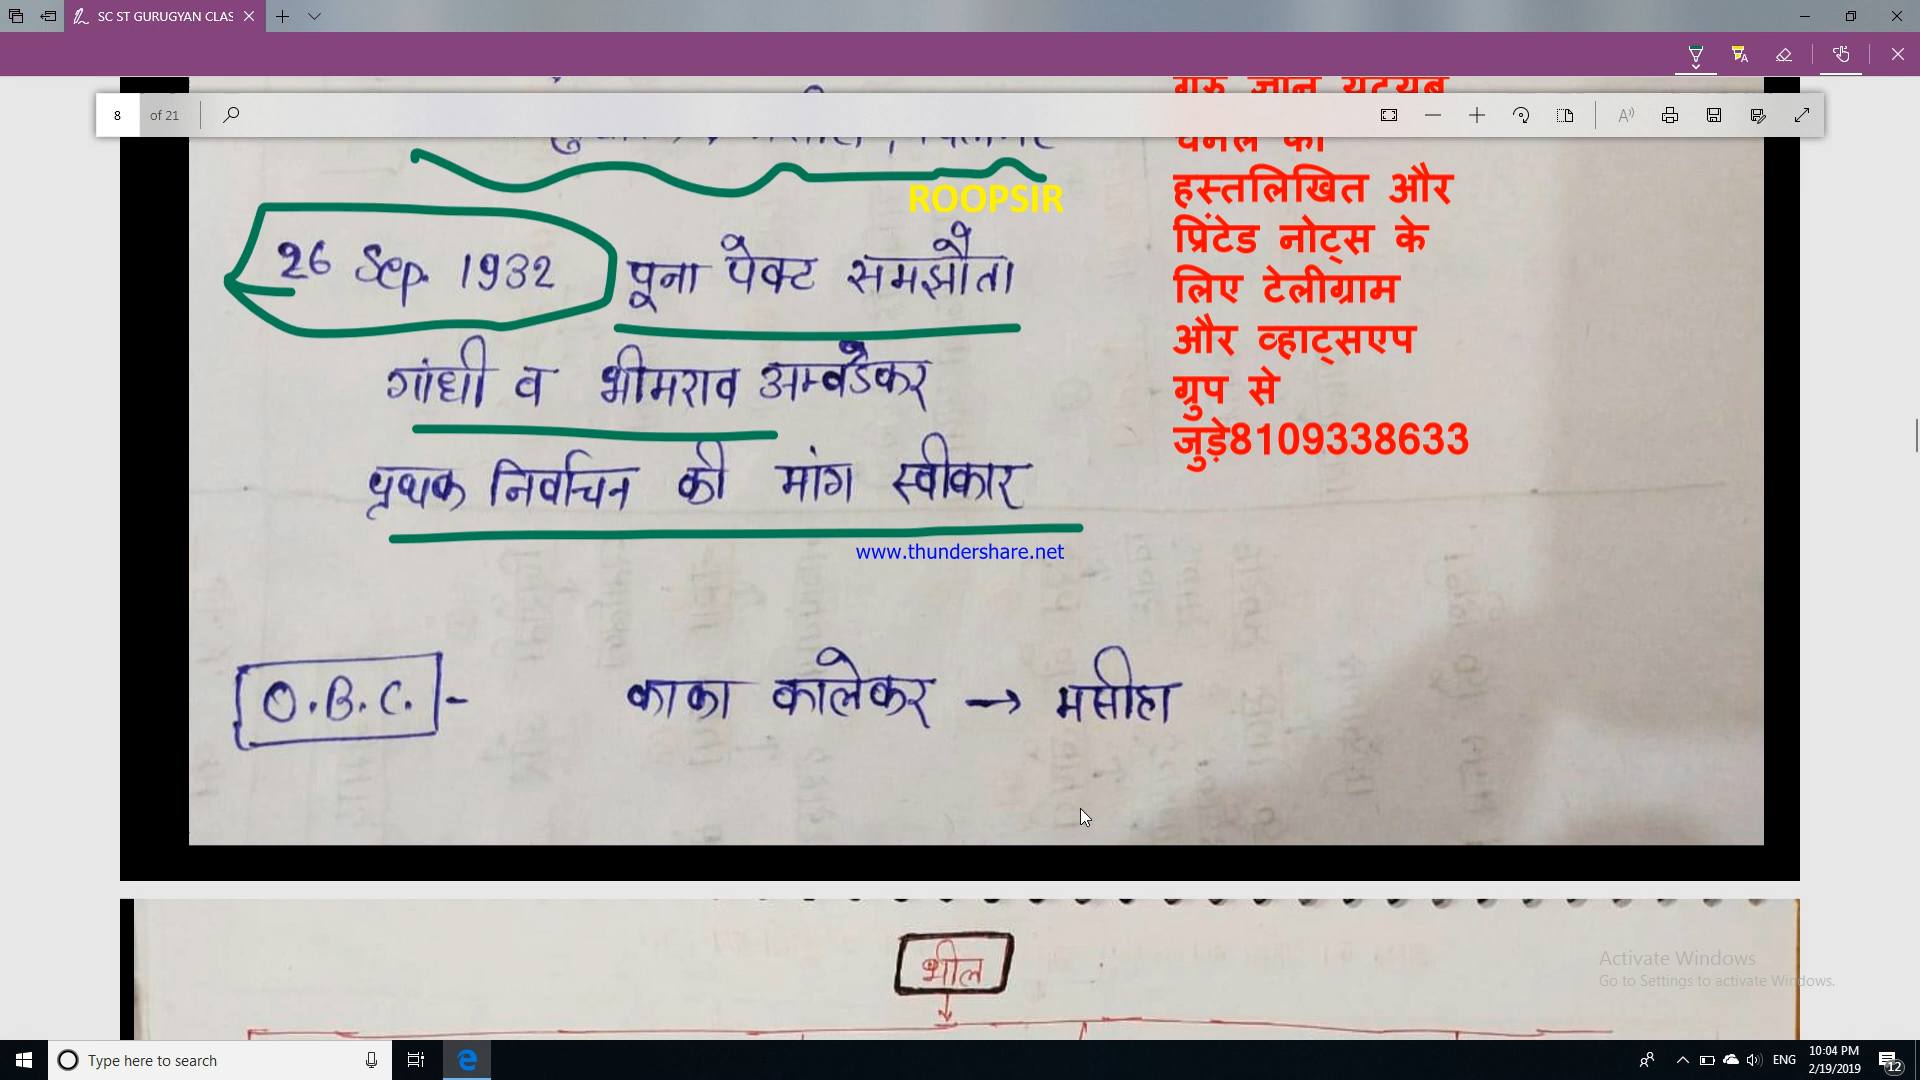 SC ST GURUGYAN CLAS
8 of 21
गुरु ज्ञान यूट्यूब
चैनल की
हस्तलिखित और
प्रिंटेड नोट्स के
लिए टेलीग्राम
और व्हाट्सएप
ग्रुप से
जुड़े8109338633
ROOPSIR
26 Sep. 1932 पूना पेक्ट समझौता
गांधी व भीमराव अम्बेडकर
प्रथक निर्वाचन की मांग स्वीकार
www.thundershare.net
O.B.C. - काका कालेकर → मसीहा
भील
Activate Windows
Go to Settings to activate Windows.
Type here to search
ENG
10:04 PM
2/19/2019
12